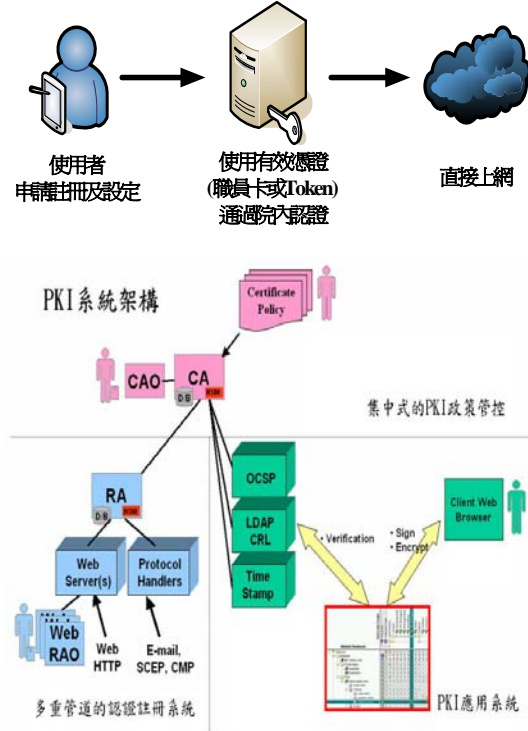 使用者
申請註冊及設定
使用有效憑證
(職員卡或Token)
通過院內認證
直接上網
PKI系統架構
Certificate
Policy
CAO
CA
DB
HSM
集中式的PKI政策管控
RA
DB
HSM
Web
Server(s)
Protocol
Handlers
Web
RAO
Web
HTTP
E-mail,
SCEP, CMP
多重管道的認證註冊系統
OCSP
LDAP
CRL
Time
Stamp
• Verification
• Sign
• Encrypt
Client Web
Browser
PKI應用系統